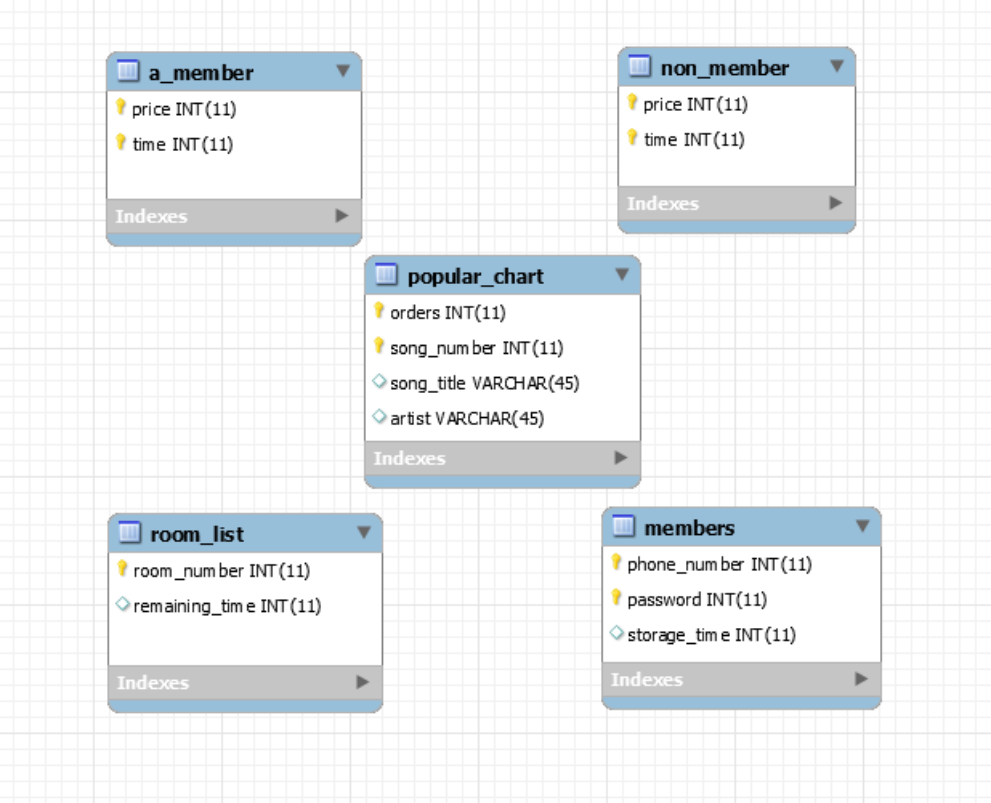 a_member
price INT(11)
time INT(11)
Indexes
non_member
price INT(11)
time INT(11)
Indexes
popular_chart
orders INT(11)
song_number INT(11)
song_title VARCHAR(45)
artist VARCHAR(45)
Indexes
room_list
room_number INT(11)
remaining_time INT(11)
Indexes
members
phone_number INT(11)
password INT(11)
storage_time INT(11)
Indexes